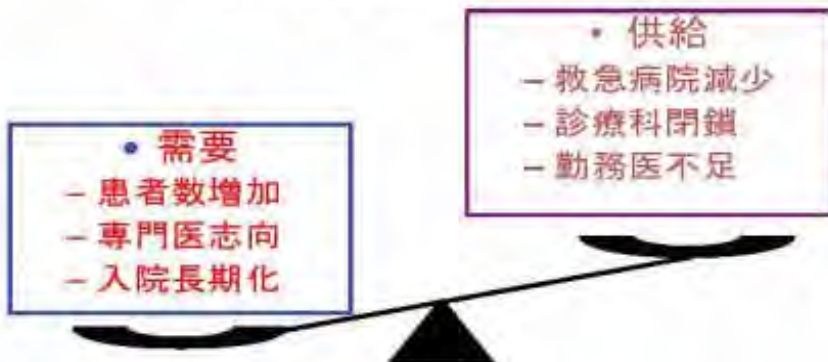 • 供給
– 救急病院減少
– 診療科閉鎖
– 勤務医不足
• 需要
– 患者数増加
– 専門医志向
– 入院長期化